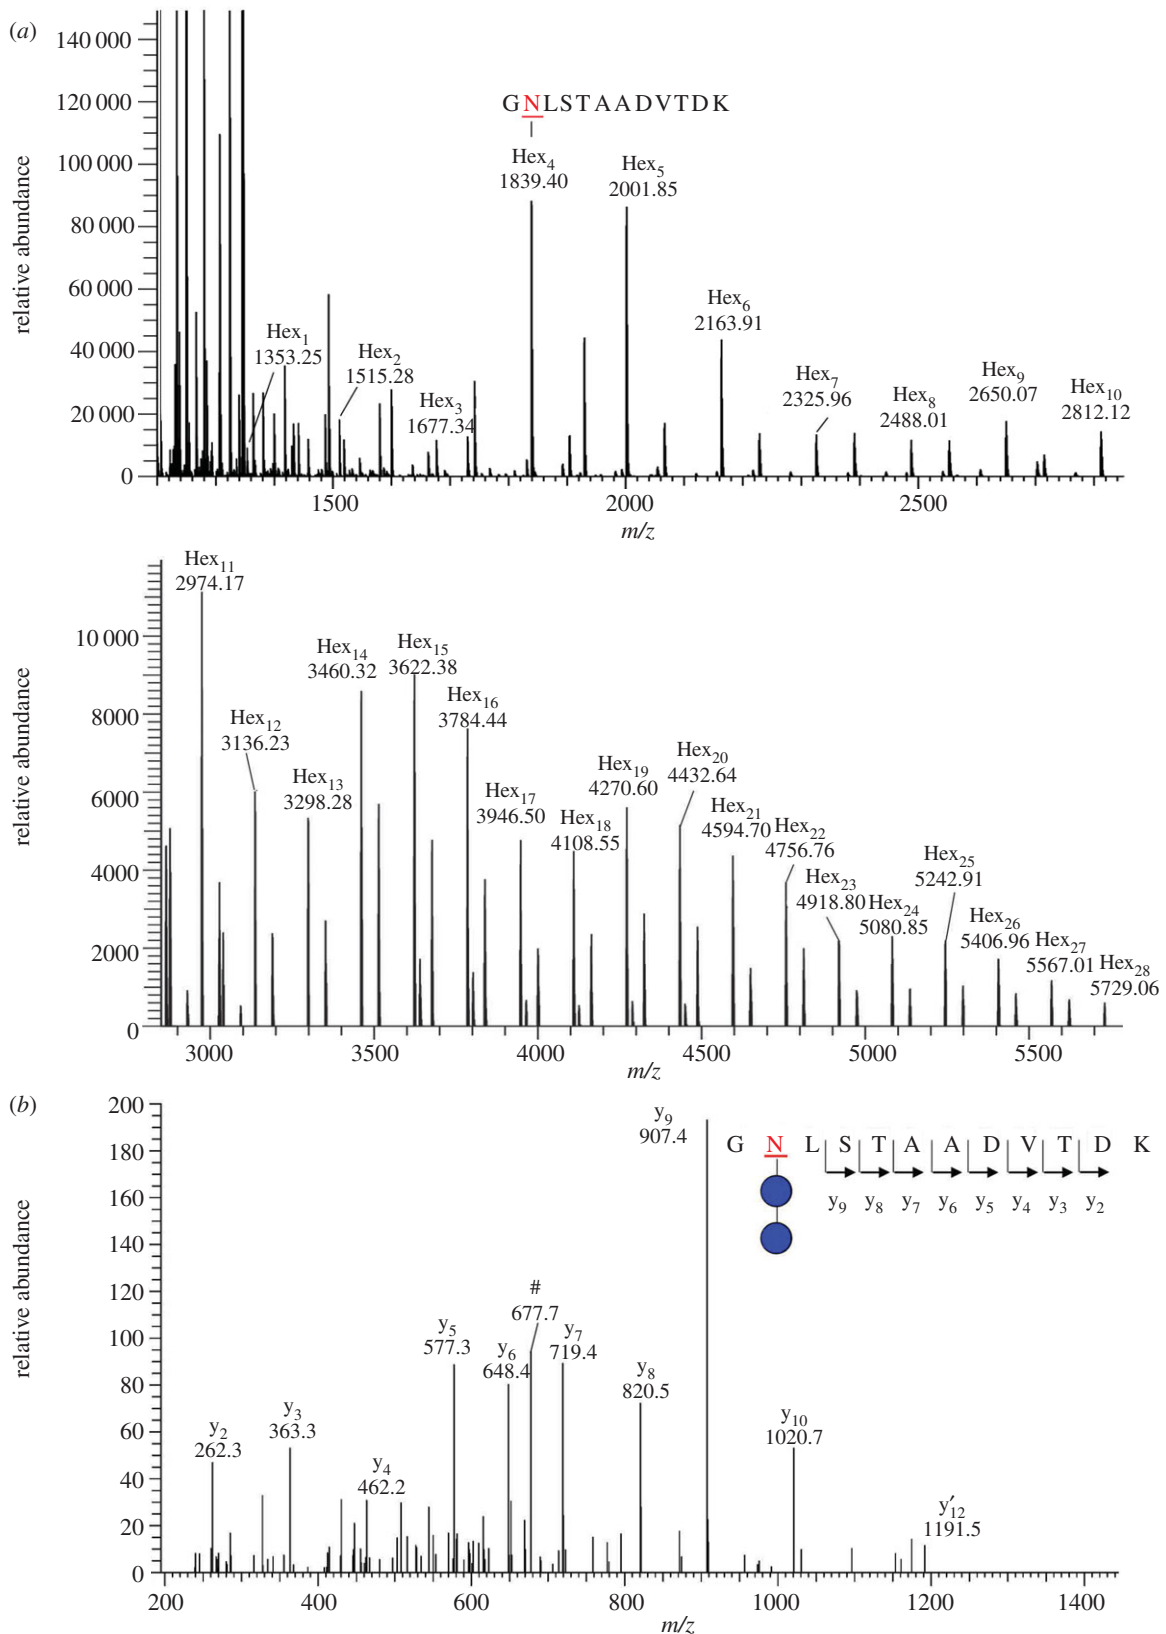 (a)
140 000
120 000
100 000
80 000
60 000
40 000
20 000
0
relative abundance
GNLSTAADVTDK
Hex4
1839.40
Hex5
2001.85
Hex6
2163.91
Hex1
1353.25
Hex2
1515.28
Hex3
1677.34
Hex7
2325.96
Hex8
2488.01
Hex9
2650.07
Hex10
2812.12
1500 2000 2500
m/z
Hex11
2974.17
10 000
8000
6000
4000
2000
0
relative abundance
Hex12
3136.23
Hex13
3298.28
Hex14
3460.32
Hex15
3622.38
Hex16
3784.44
Hex17
3946.50
Hex18
4108.55
Hex19
4270.60
Hex20
4432.64
Hex21
4594.70
Hex22
4756.76
Hex23
4918.80
Hex24
5080.85
Hex25
5242.91
Hex26
5406.96
Hex27
5567.01
Hex28
5729.06
3000 3500 4000 4500 5000 5500
m/z
(b)
200
180
160
140
120
100
80
60
40
20
0
relative abundance
y9
907.4
G N L S T A A D V T D K
y9 y8 y7 y6 y5 y4 y3 y2
y2
262.3
y3
363.3
y4
462.2
y5
577.3
y6
648.4
#
677.7
y7
719.4
y8
820.5
y10
1020.7
y′12
1191.5
200 400 600 800 1000 1200 1400
m/z